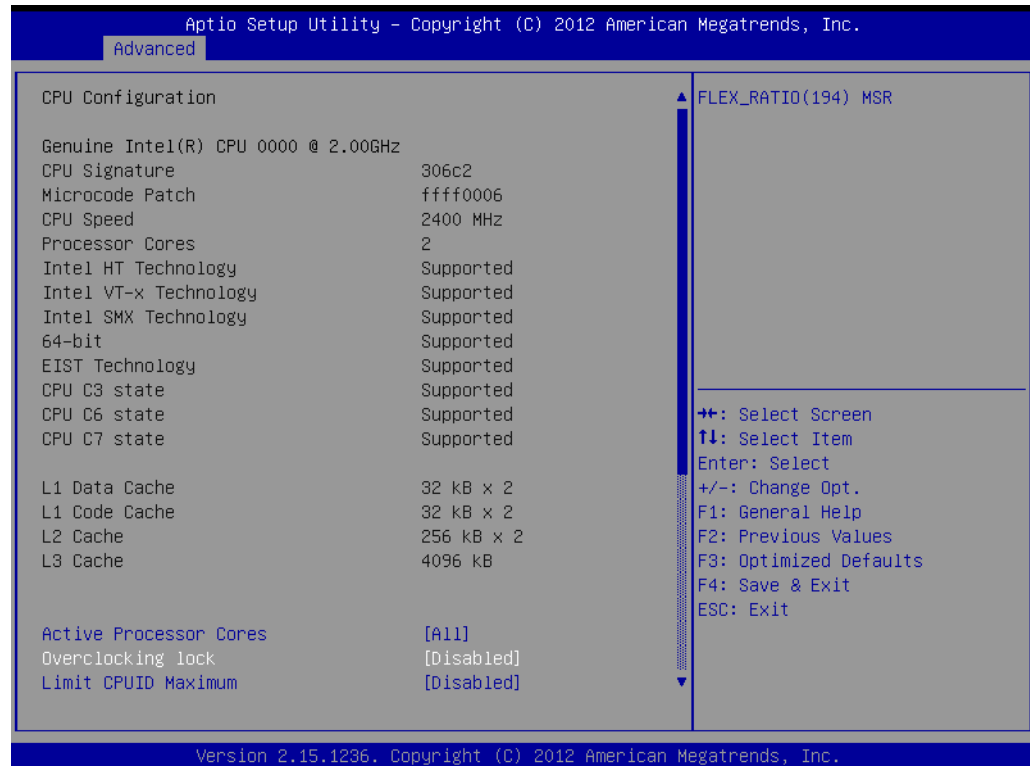 Aptio Setup Utility – Copyright (C) 2012 American Megatrends, Inc.
Advanced
CPU Configuration
Genuine Intel(R) CPU 0000 @ 2.00GHz
CPU Signature 306c2
Microcode Patch ffff0006
CPU Speed 2400 MHz
Processor Cores 2
Intel HT Technology Supported
Intel VT-x Technology Supported
Intel SMX Technology Supported
64-bit Supported
EIST Technology Supported
CPU C3 state Supported
CPU C6 state Supported
CPU C7 state Supported
L1 Data Cache 32 kB x 2
L1 Code Cache 32 kB x 2
L2 Cache 256 kB x 2
L3 Cache 4096 kB
Active Processor Cores [All]
Overclocking lock [Disabled]
Limit CPUID Maximum [Disabled]
FLEX_RATIO(194) MSR
→←: Select Screen
↑↓: Select Item
Enter: Select
+/-: Change Opt.
F1: General Help
F2: Previous Values
F3: Optimized Defaults
F4: Save & Exit
ESC: Exit
Version 2.15.1236. Copyright (C) 2012 American Megatrends, Inc.